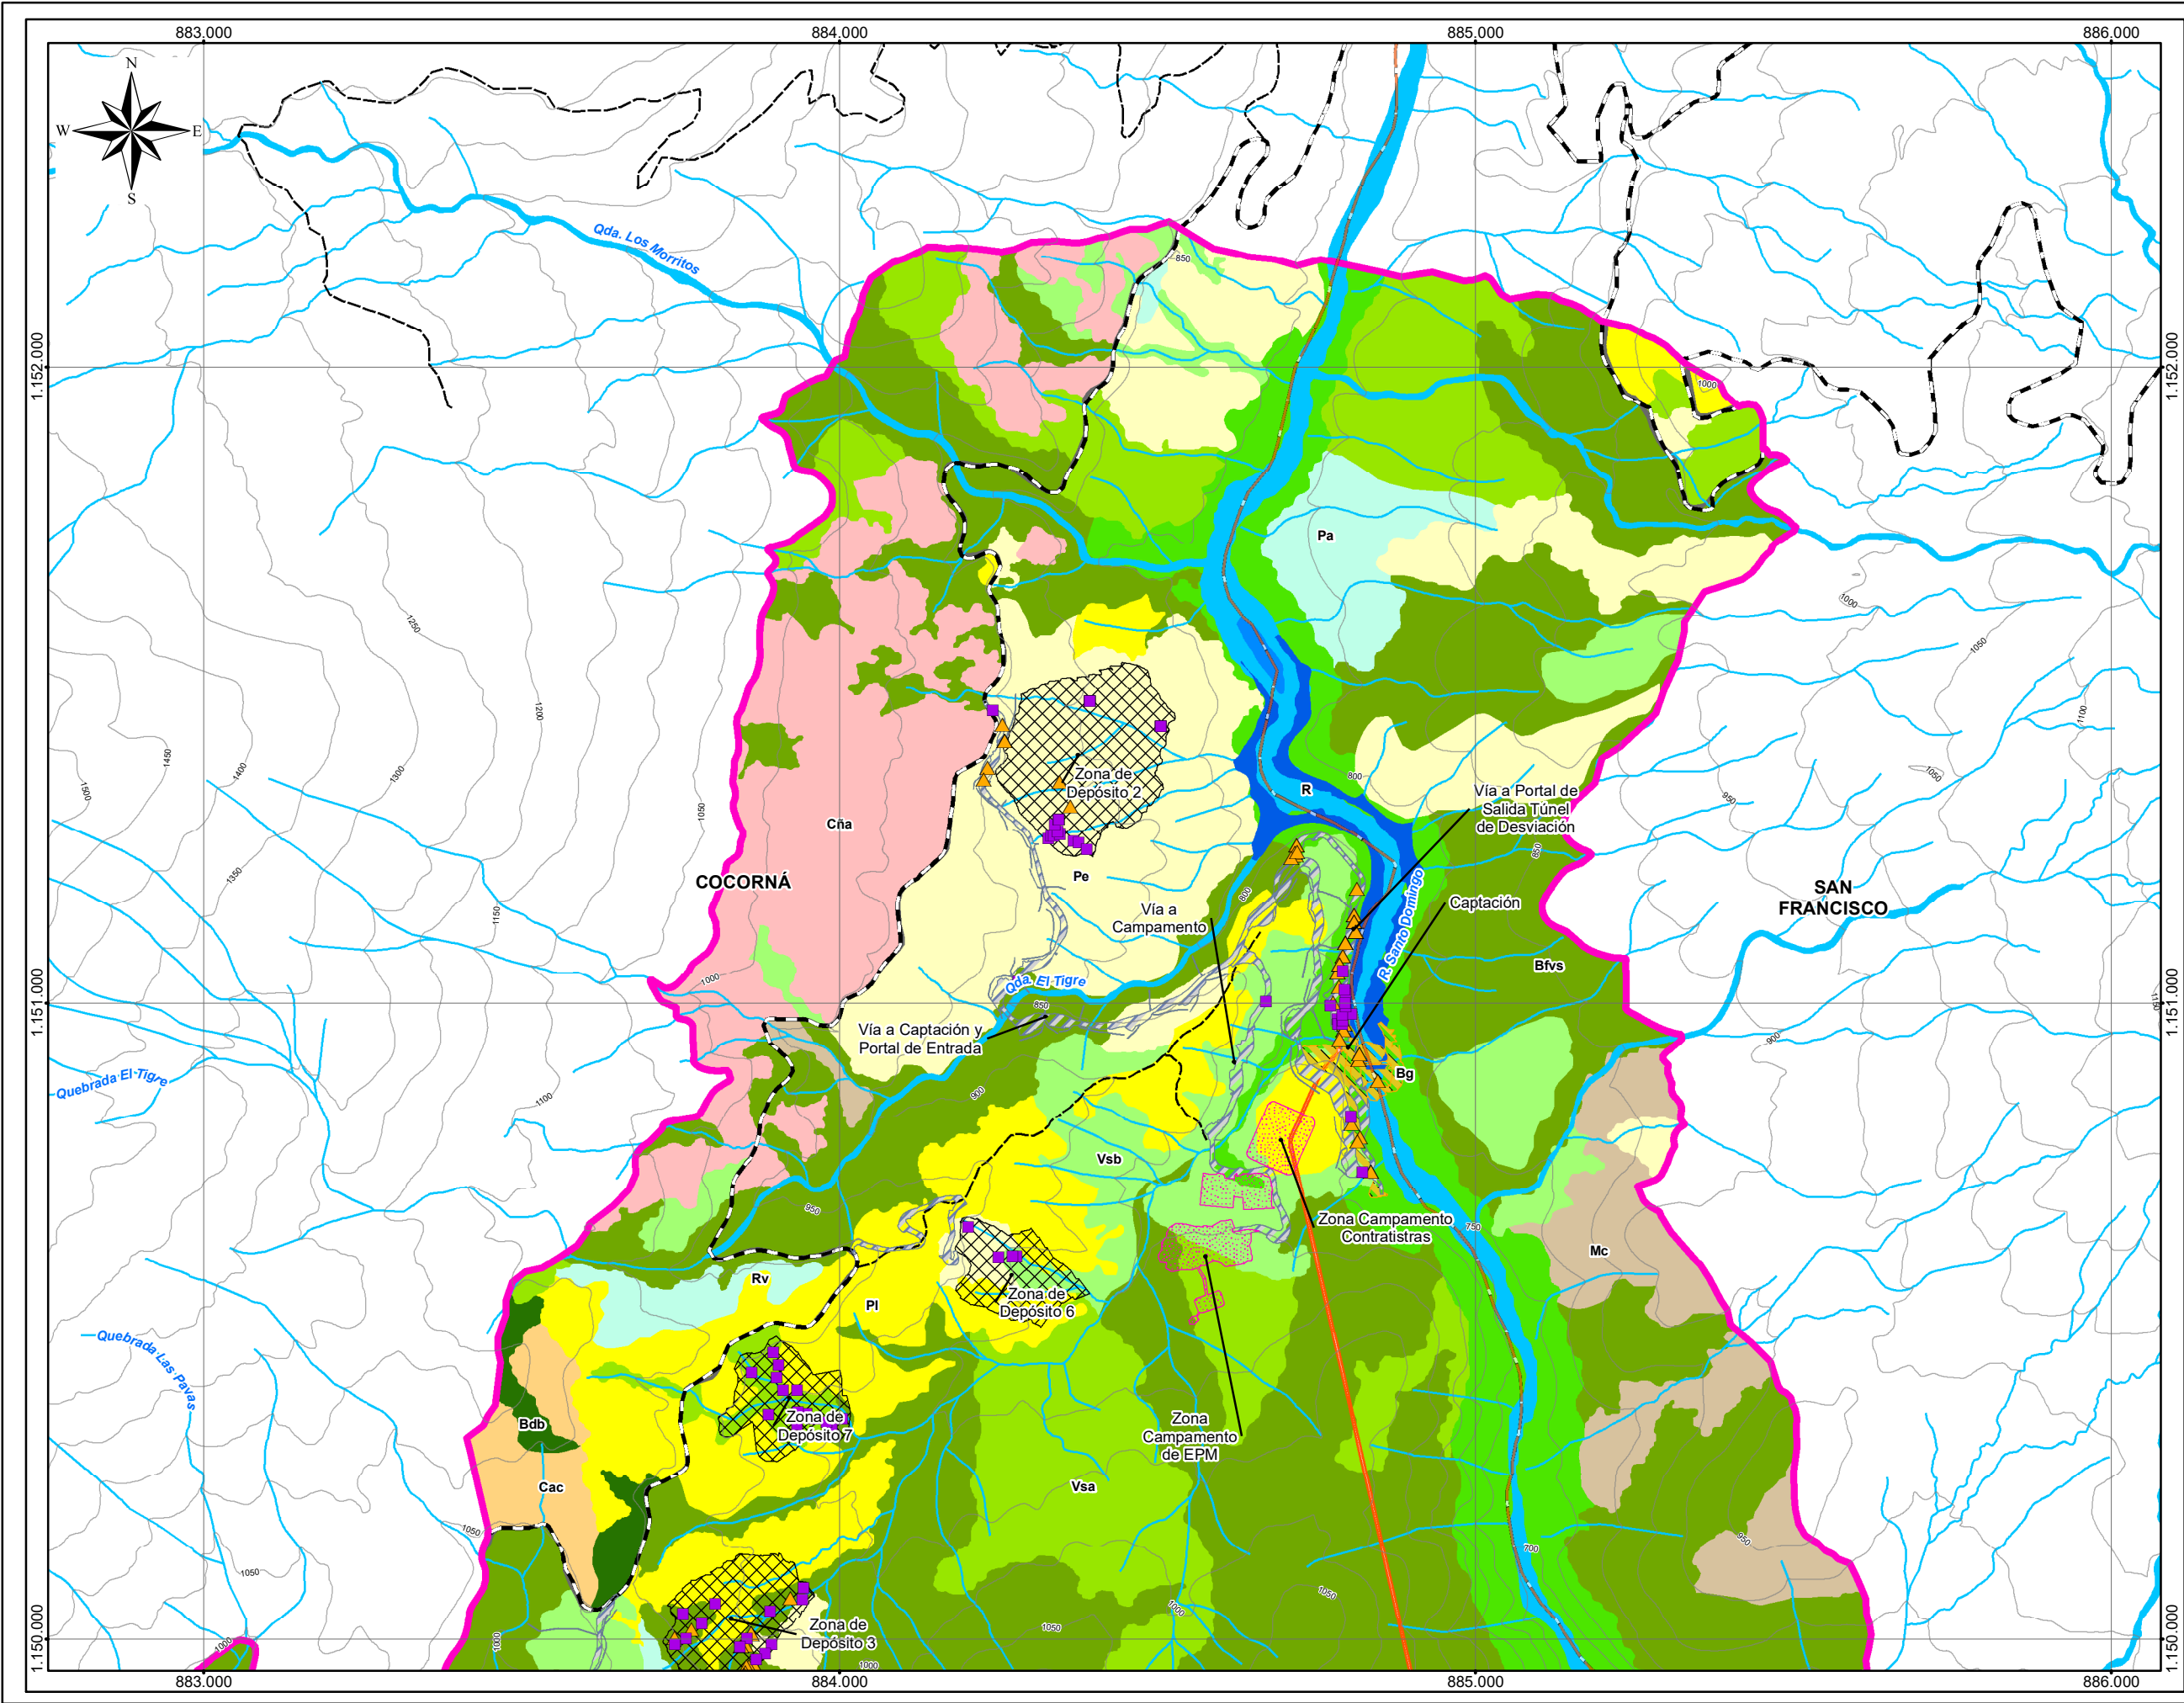 883.000
884.000
885.000
886.000
N
W
E
S
Qda. Los Morritos
850
1.152.000
1.152.000
1000
Pa
1250
1000
1050
1200
1100
1450
1400
1300
1500
1050
1050
950
800
Zona de
Depósito 2
R
Vía a Portal de
Salida Túnel
de Desviación
Cña
850
1350
COCORNÁ
Pe
800
SAN
FRANCISCO
Vía a
Campamento
Captación
1150
R. Santo Domingo
Bfvs
1000
Qda. El Tigre
850
1.151.000
1.151.000
1150
Vía a Captación y
Portal de Entrada
900
Quebrada El Tigre
Bg
900
1100
Vsb
950
Zona Campamento
Contratistas
750
Mc
Rv
Pl
Zona de
Depósito 6
Quebrada Las Pavas
Bdb
Zona de
Depósito 7
Zona
Campamento
de EPM
Cac
Vsa
1050
950
700
1050
1050
1000
1050
Zona de
Depósito 3
1000
1000
1000
1.150.000
1.150.000
883.000
884.000
885.000
886.000